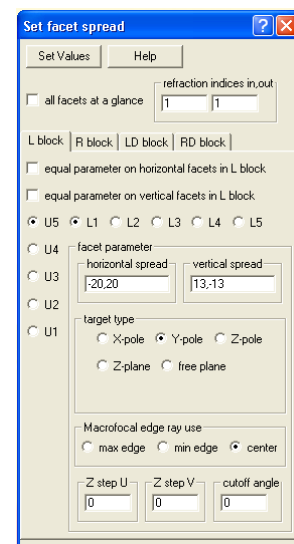 Set facet spread
Set Values Help
all facets at a glance
refraction indices in,out
1 1
L block R block LD block RD block
equal parameter on horizontal facets in L block
equal parameter on vertical facets in L block
U5 L1 L2 L3 L4 L5
U4
facet parameter
horizontal spread vertical spread
-20,20 13,-13
U3
U2
target type
U1
X-pole Y-pole Z-pole
Z-plane free plane
Macrofocal edge ray use
max edge min edge center
Z step U Z step V cutoff angle
0 0 0